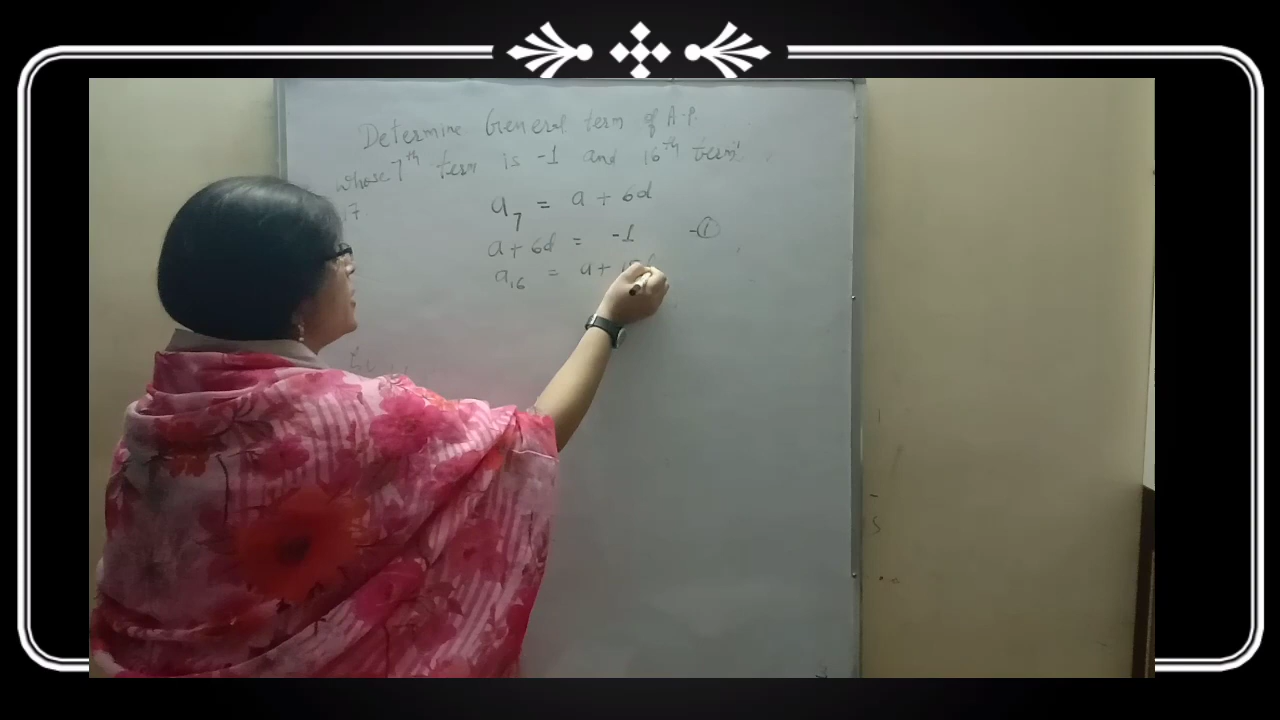 Determine General term of A.P.
whose 7th term is -1 and 16th term
17
a7 = a + 6d
a + 6d = -1 -①
a16 = a + 15d